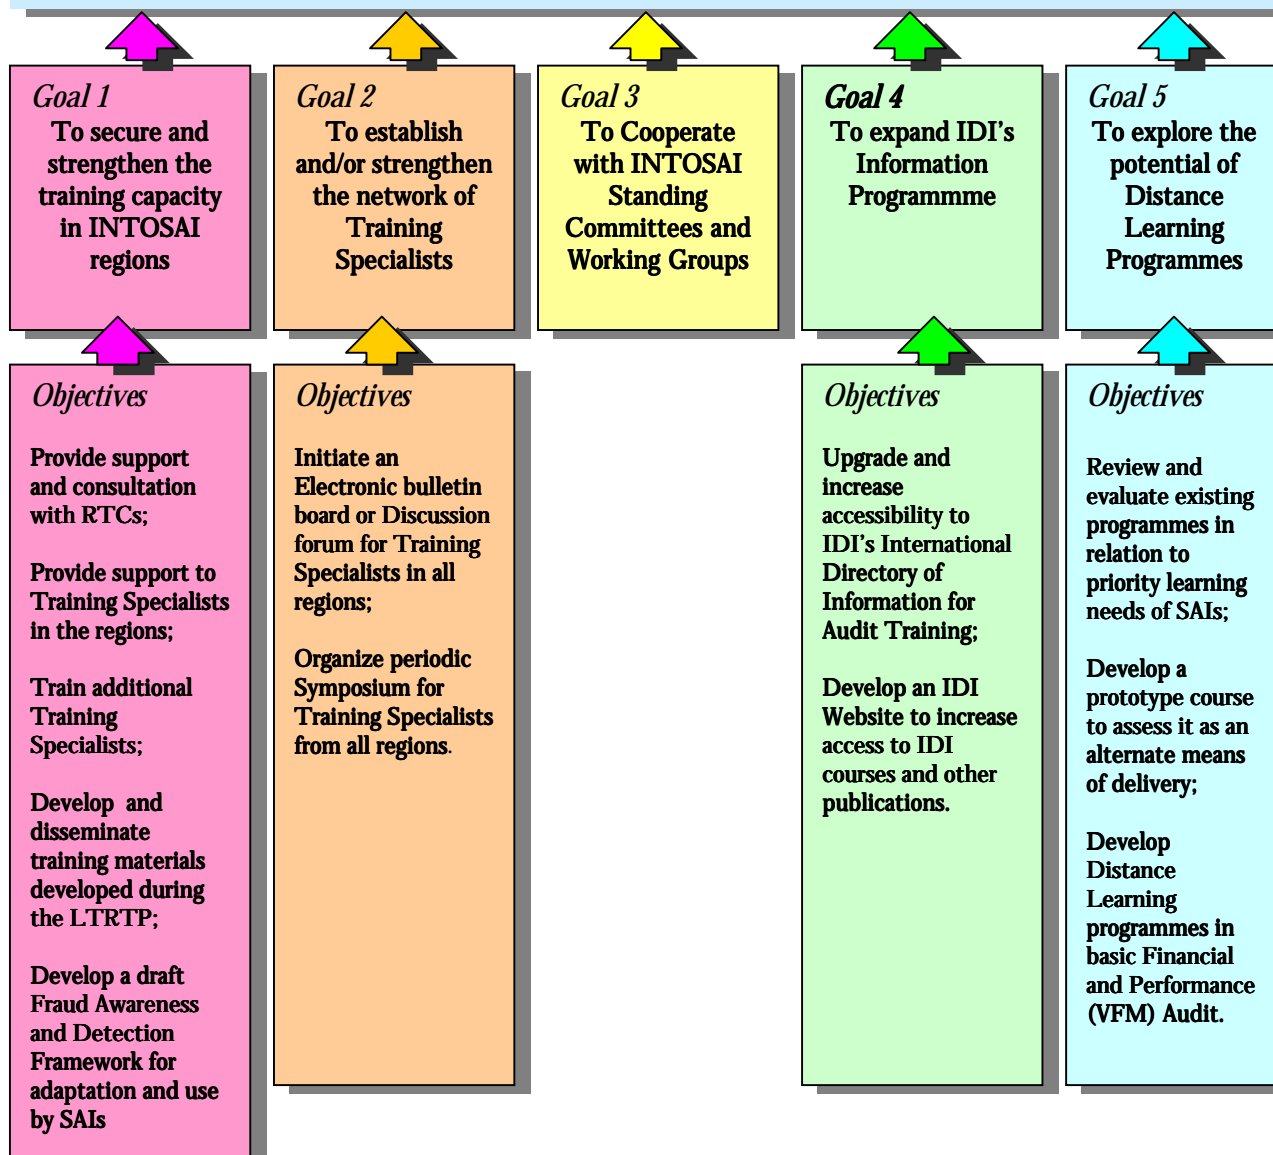 Goal 1
To secure and
strengthen the
training capacity
in INTOSAI
regions
Goal 2
To establish
and/or strengthen
the network of
Training
Specialists
Goal 3
To Cooperate
with INTOSAI
Standing
Committees and
Working Groups
Goal 4
To expand IDI's
Information
Programmme
Goal 5
To explore the
potential of
Distance
Learning
Programmes
Objectives
Provide support
and consultation
with RTCs;
Provide support to
Training Specialists
in the regions;
Train additional
Training
Specialists;
Develop and
disseminate
training materials
developed during
the LTRTP;
Develop a draft
Fraud Awareness
and Detection
Framework for
adaptation and use
by SAIs
Objectives
Initiate an
Electronic bulletin
board or Discussion
forum for Training
Specialists in all
regions;
Organize periodic
Symposium for
Training Specialists
from all regions.
Objectives
Upgrade and
increase
accessibility to
IDI's International
Directory of
Information for
Audit Training;
Develop an IDI
Website to increase
access to IDI
courses and other
publications.
Objectives
Review and
evaluate existing
programmes in
relation to
priority learning
needs of SAIs;
Develop a
prototype course
to assess it as an
alternate means
of delivery;
Develop
Distance
Learning
programmes in
basic Financial
and Performance
(VFM) Audit.